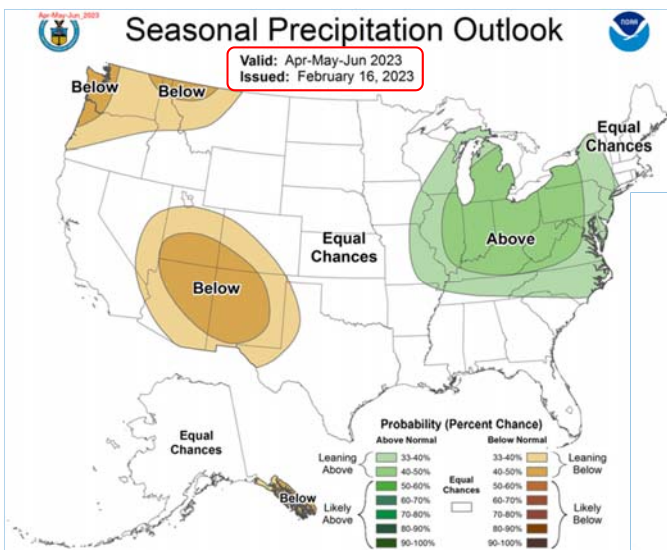 Apr-May-Jun_2023
Seasonal Precipitation Outlook
NOAA
Valid: Apr-May-Jun 2023
Issued: February 16, 2023
Below
Below
Equal
Chances
Equal
Chances
Above
Below
Equal
Chances
Below
Probability (Percent Chance)
Above Normal
Below Normal
Leaning
Above
33-40%
40-50%
Likely
Above
50-60%
60-70%
70-80%
80-90%
90-100%
Equal
Chances
33-40%
40-50%
Leaning
Below
50-60%
60-70%
70-80%
80-90%
90-100%
Likely
Below